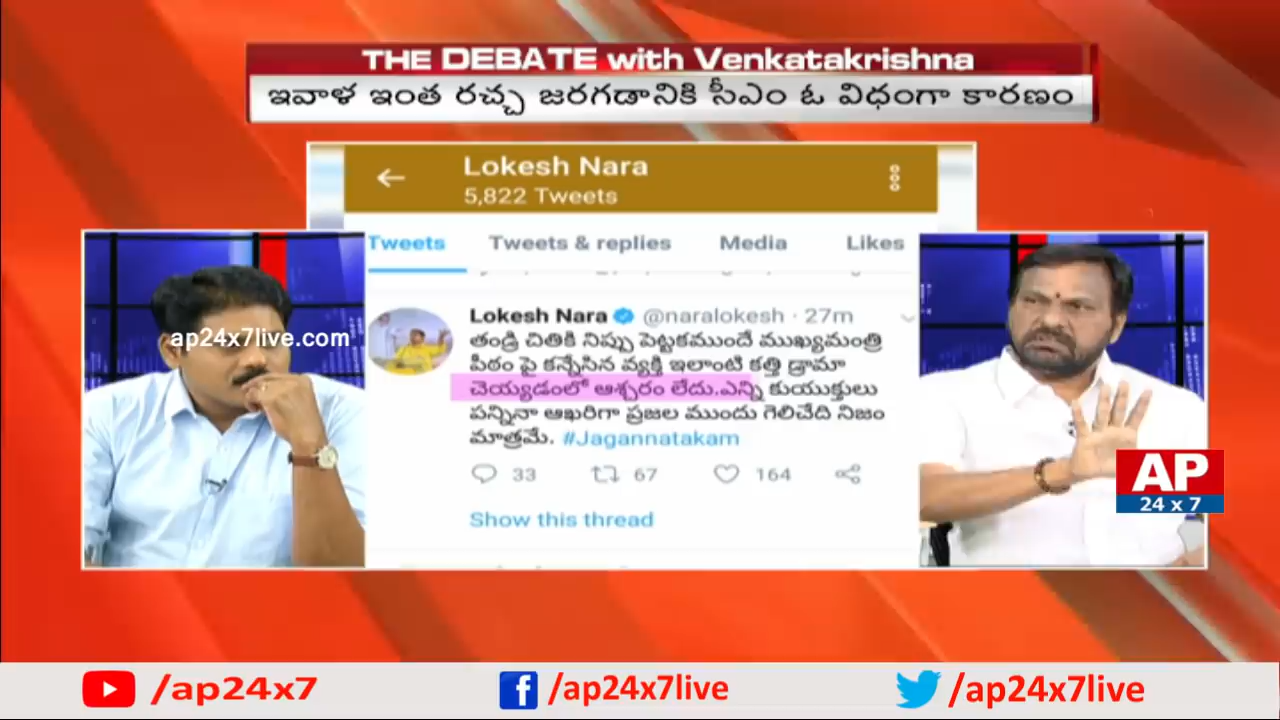 THE DEBATE with Venkatakrishna
ఇవాళ ఇంత రచ్చ జరగడానికి సీఎం ఓ విధంగా కారణం
Lokesh Nara
5,822 Tweets
Tweets Tweets & replies Media Likes
Lokesh Nara @naralokesh · 27m
తండ్రి చితికి నిప్పు పెట్టకముందే ముఖ్యమంత్రి
పీఠం పై కన్నేసిన వ్యక్తి ఇలాంటి కత్తి డ్రామా
చెయ్యడంలో ఆశ్చరం లేదు.ఎన్ని కుయుక్తులు
పన్నినా ఆఖరిగా ప్రజల ముందు గెలిచేది నిజం
మాత్రమే. #Jagannatakam
33 67 164
Show this thread
ap24x7live.com
AP
24 x 7
/ap24x7 /ap24x7live /ap24x7live